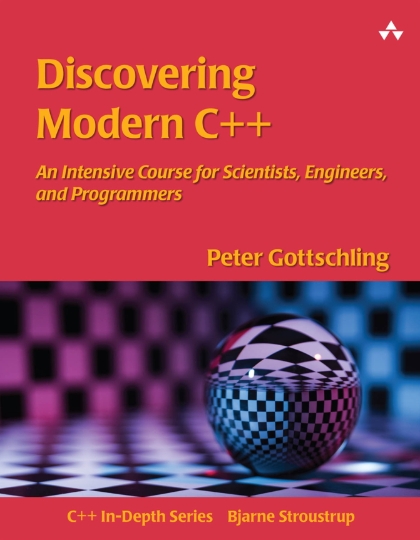 Discovering
Modern C++
An Intensive Course for Scientists, Engineers,
and Programmers
Peter Gottschling
C++ In-Depth Series   Bjarne Stroustrup